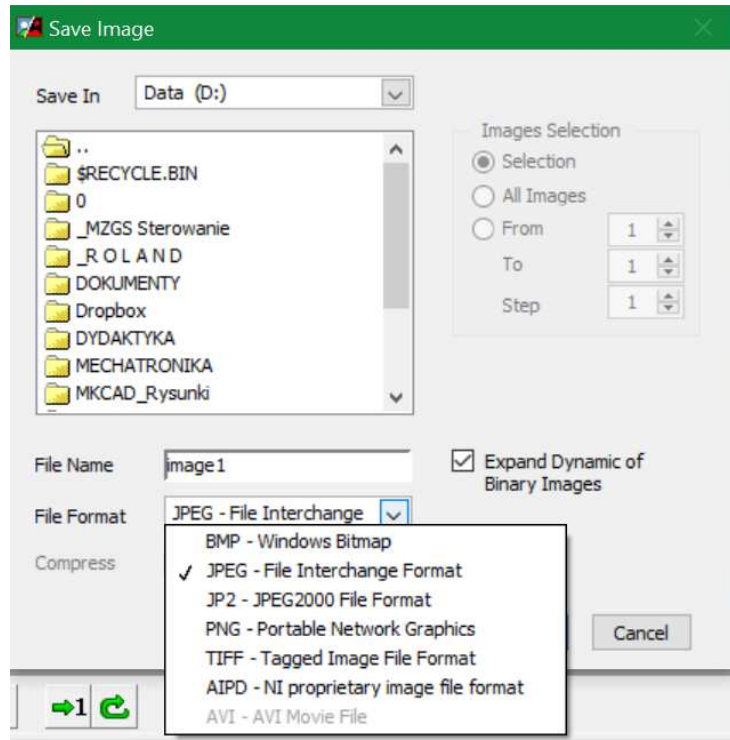 Save Image
Save In
Data (D:)
..
$RECYCLE.BIN
0
_MZGS Sterowanie
_R O L A N D
DOKUMENTY
Dropbox
DYDAKTYKA
MECHATRONIKA
MKCAD_Rysunki
Images Selection
Selection
All Images
From 1
To 1
Step 1
File Name
image1
Expand Dynamic of
Binary Images
File Format
JPEG - File Interchange
Compress
BMP - Windows Bitmap
✓ JPEG - File Interchange Format
JP2 - JPEG2000 File Format
PNG - Portable Network Graphics
TIFF - Tagged Image File Format
AIPD - NI proprietary image file format
AVI - AVI Movie File
Cancel
1